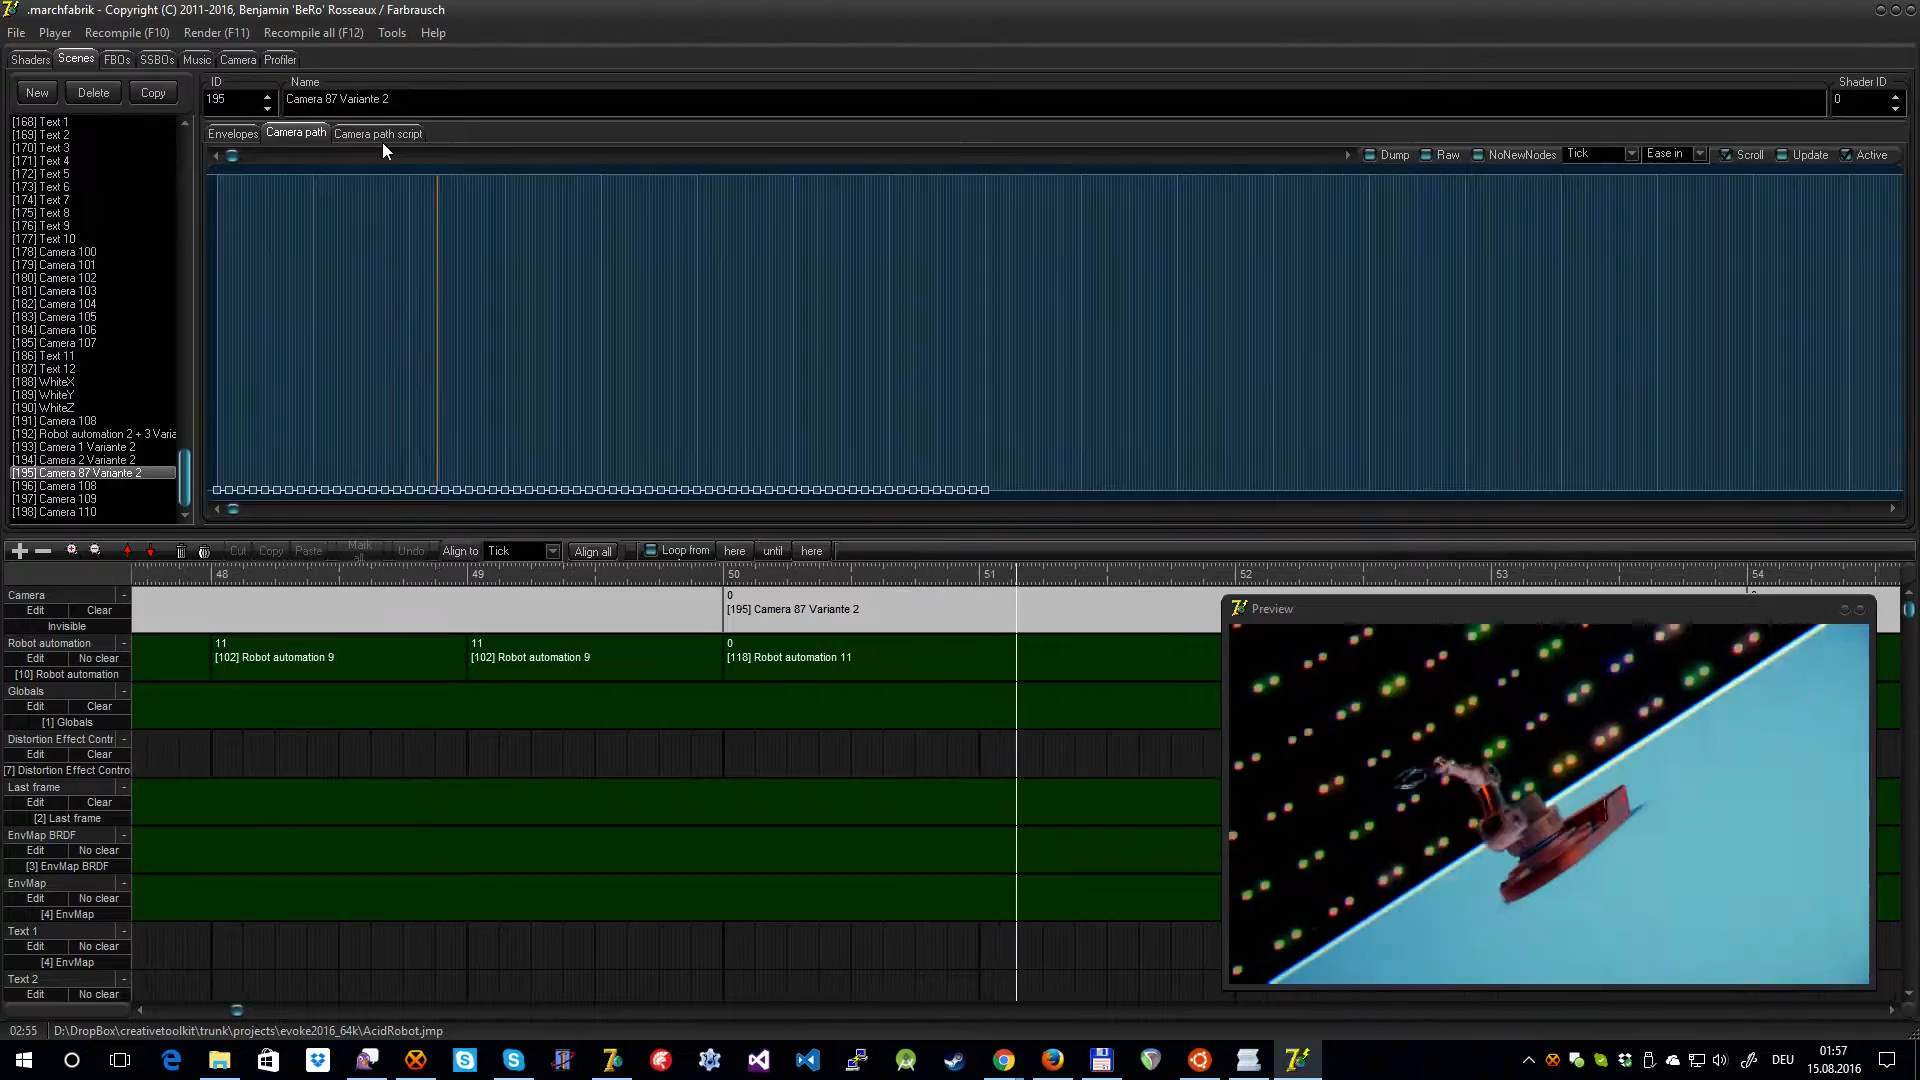 .marchfabrik - Copyright (C) 2011-2016, Benjamin 'BeRo' Rosseaux / Farbrausch
File Player Recompile (F10) Render (F11) Recompile all (F12) Tools Help
Shaders Scenes FBOs SSBOs Music Camera Profiler
New Delete Copy
ID Name Shader ID
195 Camera 87 Variante 2 0
Envelopes Camera path Camera path script
Dump Raw NoNewNodes Tick Ease in Scroll Update Active
[168] Text 1
[169] Text 2
[170] Text 3
[171] Text 4
[172] Text 5
[173] Text 6
[174] Text 7
[175] Text 8
[176] Text 9
[177] Text 10
[178] Camera 100
[179] Camera 101
[180] Camera 102
[181] Camera 103
[182] Camera 104
[183] Camera 105
[184] Camera 106
[185] Camera 107
[186] Text 11
[187] Text 12
[188] WhiteX
[189] WhiteY
[190] WhiteZ
[191] Camera 108
[192] Robot automation 2 + 3 Varia
[193] Camera 1 Variante 2
[194] Camera 2 Variante 2
[195] Camera 87 Variante 2
[196] Camera 108
[197] Camera 109
[198] Camera 110
Cut Copy Paste Mark all Undo Align to Tick Align all Loop from here until here
48 49 50 51 52 53 54
Camera -
Edit Clear
Invisible
0
[195] Camera 87 Variante 2
Robot automation -
Edit No clear
[10] Robot automation
11 11 0
[102] Robot automation 9 [102] Robot automation 9 [118] Robot automation 11
Globals -
Edit Clear
[1] Globals
Distortion Effect Contr -
Edit Clear
[7] Distortion Effect Contro
Last frame -
Edit Clear
[2] Last frame
EnvMap BRDF -
Edit No clear
[3] EnvMap BRDF
EnvMap -
Edit No clear
[4] EnvMap
Text 1 -
Edit No clear
[4] EnvMap
Text 2 -
Edit No clear
Preview
02:55 D:\DropBox\creativetoolkit\trunk\projects\evoke2016_64k\AcidRobot.jmp
DEU 01:57
15.08.2016